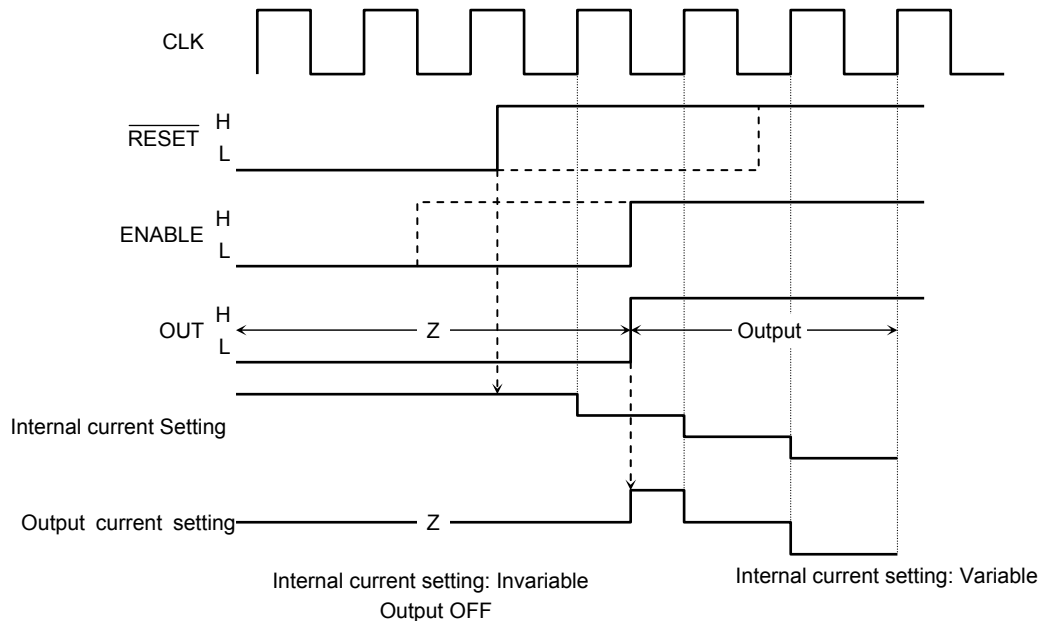 CLK
RESET
H
L
ENABLE
H
L
OUT
H
L
Z
Output
Internal current Setting
Output current setting
Z
Internal current setting: Invariable
Output OFF
Internal current setting: Variable